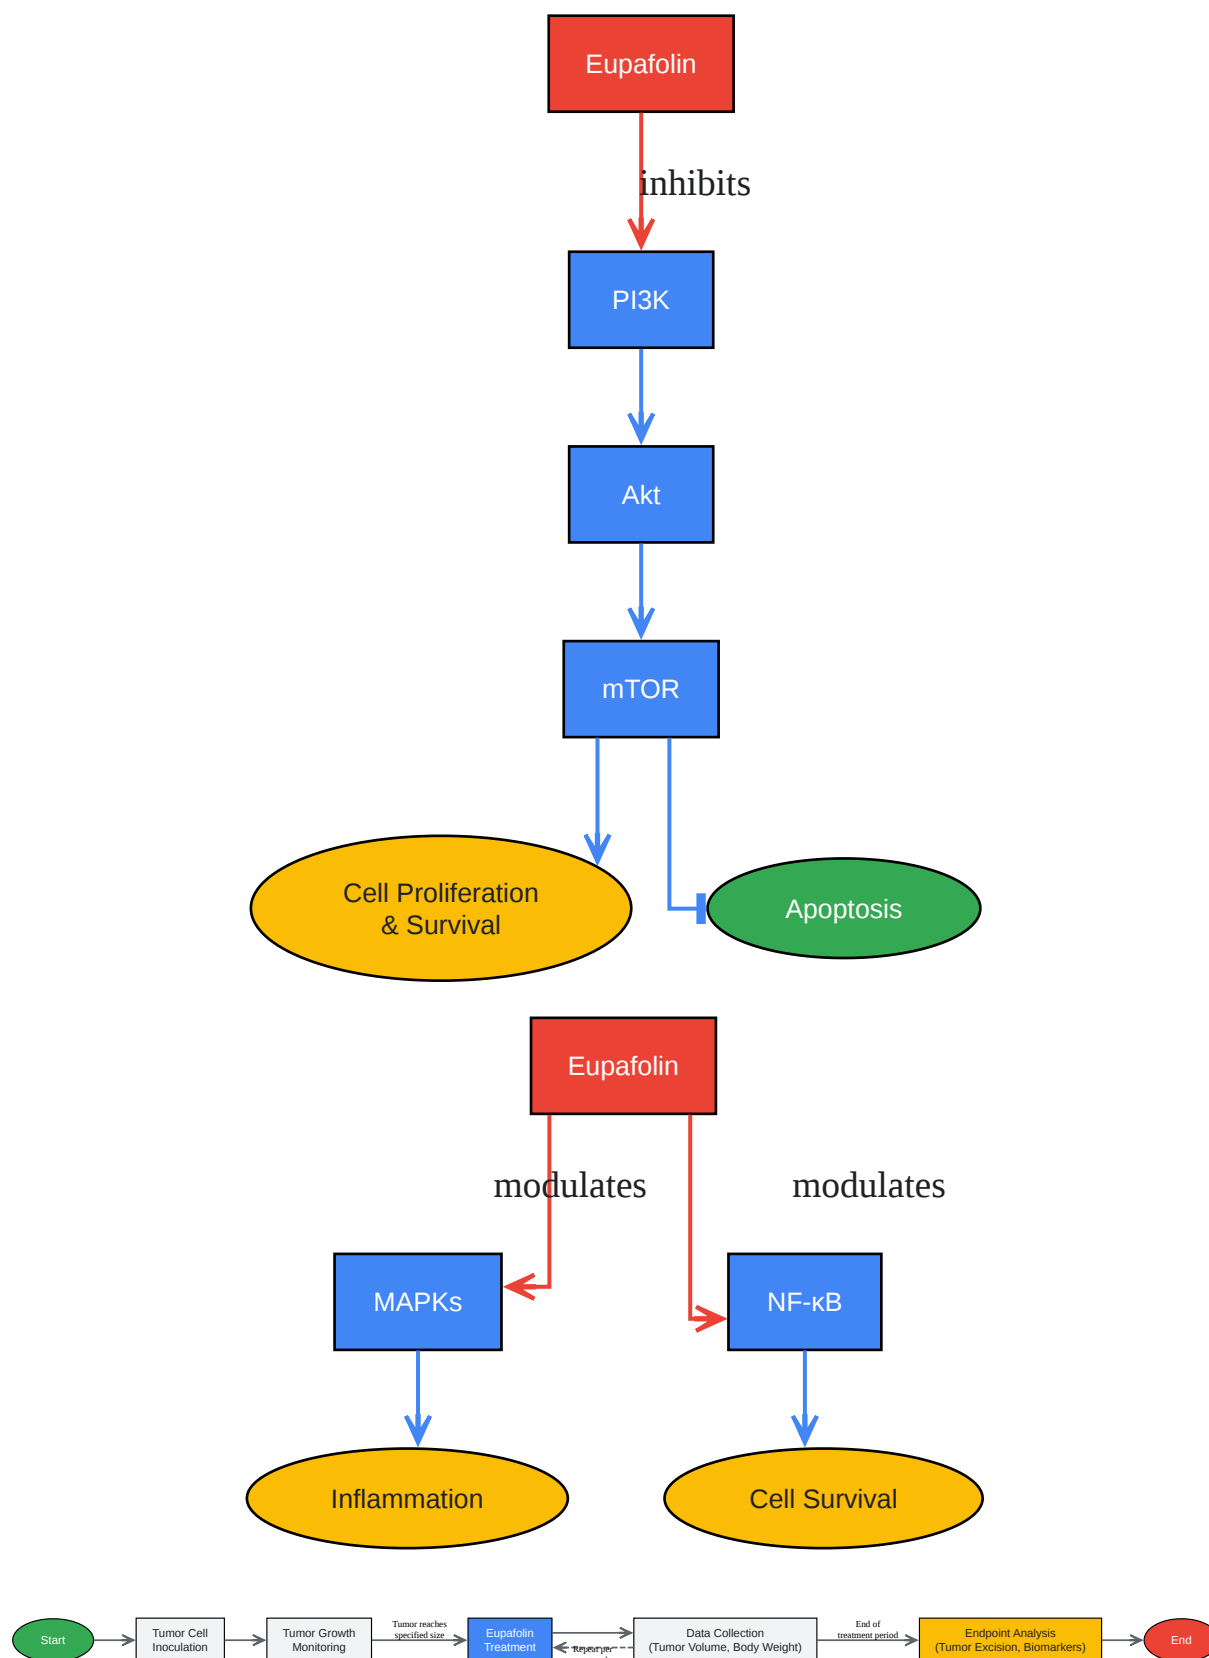 Eupafolin
inhibits
PI3K
Akt
mTOR
Cell Proliferation
& Survival
Apoptosis
Eupafolin
modulates
modulates
MAPKs
NF-κB
Inflammation
Cell Survival
Start
Tumor Cell
Inoculation
Tumor Growth
Monitoring
Tumor reaches
specified size
Eupafolin
Treatment
Repeat per
Data Collection
(Tumor Volume, Body Weight)
End of
treatment period
Endpoint Analysis
(Tumor Excision, Biomarkers)
End